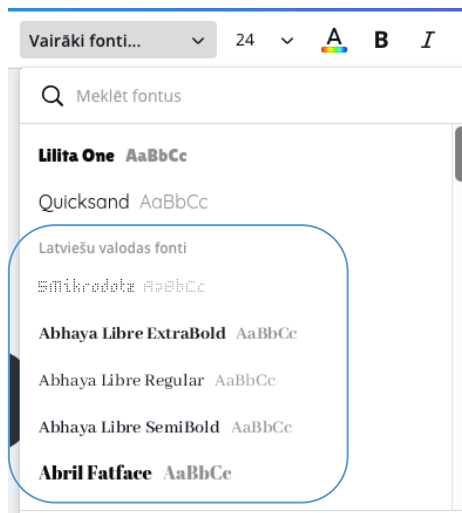 Vairāki fonti... 24 A B I
Meklēt fontus
Lilita One AaBbCc
Quicksand AaBbCc
Latviešu valodas fonti
5Mikrodots AaBbCc
Abhaya Libre ExtraBold AaBbCc
Abhaya Libre Regular AaBbCc
Abhaya Libre SemiBold AaBbCc
Abril Fatface AaBbCc